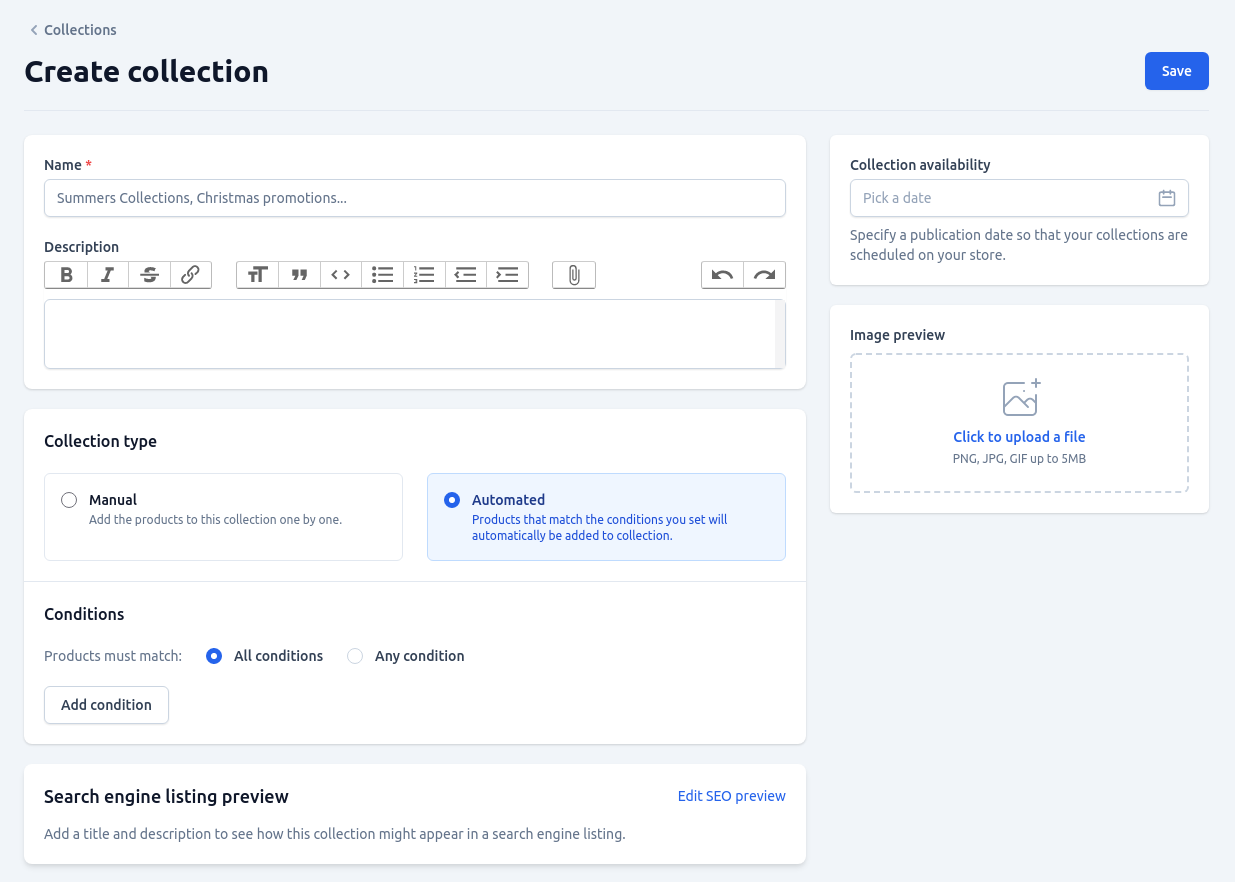 Collections
Create collection
Save
Name *
Summers Collections, Christmas promotions...
Description
Collection type
Manual
Add the products to this collection one by one.
Automated
Products that match the conditions you set will
automatically be added to collection.
Conditions
Products must match:
All conditions
Any condition
Add condition
Search engine listing preview
Edit SEO preview
Add a title and description to see how this collection might appear in a search engine listing.
Collection availability
Pick a date
Specify a publication date so that your collections are
scheduled on your store.
Image preview
Click to upload a file
PNG, JPG, GIF up to 5MB